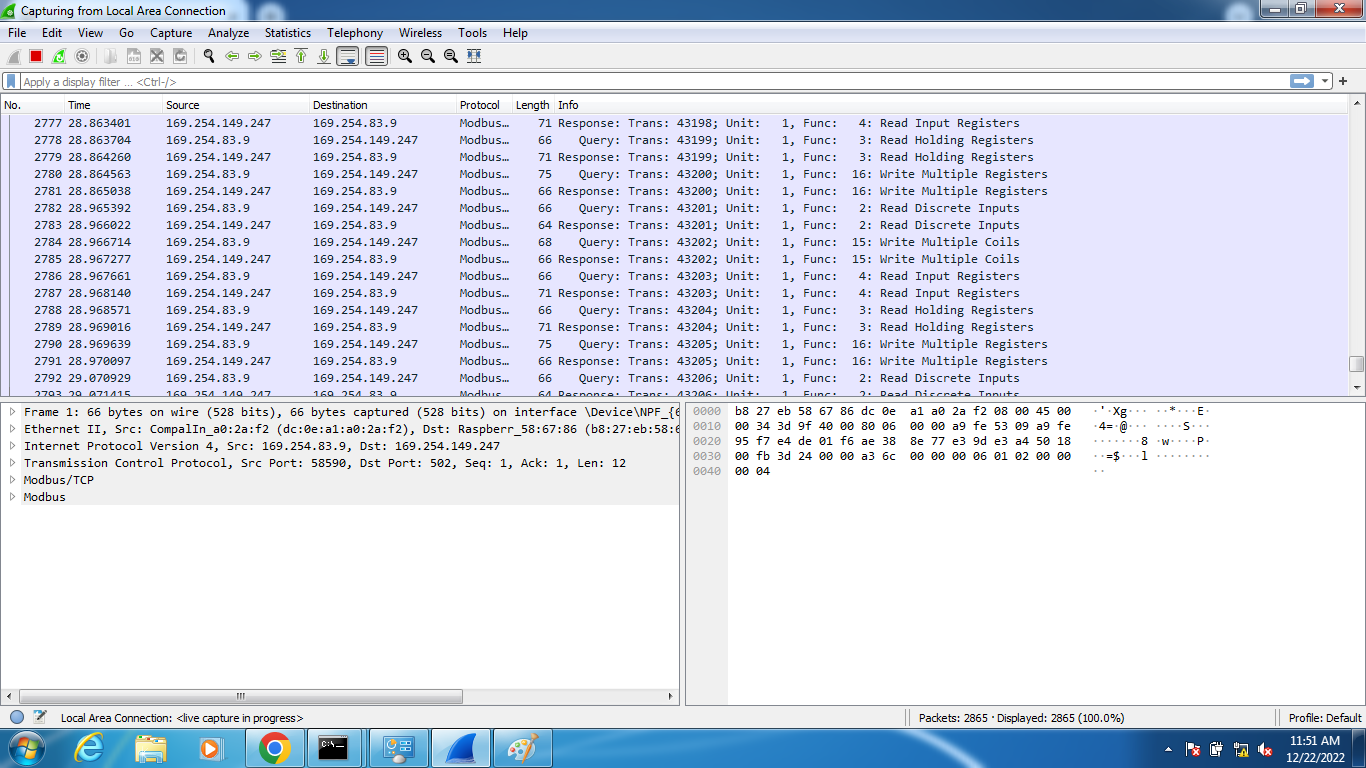 Capturing from Local Area Connection
File Edit View Go Capture Analyze Statistics Telephony Wireless Tools Help
Apply a display filter ... <Ctrl-/>
No. Time Source Destination Protocol Length Info
2777 28.863401 169.254.149.247 169.254.83.9 Modbus… 71 Response: Trans: 43198; Unit: 1, Func: 4: Read Input Registers
2778 28.863704 169.254.83.9 169.254.149.247 Modbus… 66 Query: Trans: 43199; Unit: 1, Func: 3: Read Holding Registers
2779 28.864260 169.254.149.247 169.254.83.9 Modbus… 71 Response: Trans: 43199; Unit: 1, Func: 3: Read Holding Registers
2780 28.864563 169.254.83.9 169.254.149.247 Modbus… 75 Query: Trans: 43200; Unit: 1, Func: 16: Write Multiple Registers
2781 28.865038 169.254.149.247 169.254.83.9 Modbus… 66 Response: Trans: 43200; Unit: 1, Func: 16: Write Multiple Registers
2782 28.965392 169.254.83.9 169.254.149.247 Modbus… 66 Query: Trans: 43201; Unit: 1, Func: 2: Read Discrete Inputs
2783 28.966022 169.254.149.247 169.254.83.9 Modbus… 64 Response: Trans: 43201; Unit: 1, Func: 2: Read Discrete Inputs
2784 28.966714 169.254.83.9 169.254.149.247 Modbus… 68 Query: Trans: 43202; Unit: 1, Func: 15: Write Multiple Coils
2785 28.967277 169.254.149.247 169.254.83.9 Modbus… 66 Response: Trans: 43202; Unit: 1, Func: 15: Write Multiple Coils
2786 28.967661 169.254.83.9 169.254.149.247 Modbus… 66 Query: Trans: 43203; Unit: 1, Func: 4: Read Input Registers
2787 28.968140 169.254.149.247 169.254.83.9 Modbus… 71 Response: Trans: 43203; Unit: 1, Func: 4: Read Input Registers
2788 28.968571 169.254.83.9 169.254.149.247 Modbus… 66 Query: Trans: 43204; Unit: 1, Func: 3: Read Holding Registers
2789 28.969016 169.254.149.247 169.254.83.9 Modbus… 71 Response: Trans: 43204; Unit: 1, Func: 3: Read Holding Registers
2790 28.969639 169.254.83.9 169.254.149.247 Modbus… 75 Query: Trans: 43205; Unit: 1, Func: 16: Write Multiple Registers
2791 28.970097 169.254.149.247 169.254.83.9 Modbus… 66 Response: Trans: 43205; Unit: 1, Func: 16: Write Multiple Registers
2792 29.070929 169.254.83.9 169.254.149.247 Modbus… 66 Query: Trans: 43206; Unit: 1, Func: 2: Read Discrete Inputs
2793 29.071415 169.254.149.247 169.254.83.9 Modbus… 64 Response: Trans: 43206; Unit: 1, Func: 2: Read Discrete Inputs
Frame 1: 66 bytes on wire (528 bits), 66 bytes captured (528 bits) on interface \Device\NPF_{6
Ethernet II, Src: CompalIn_a0:2a:f2 (dc:0e:a1:a0:2a:f2), Dst: Raspberr_58:67:86 (b8:27:eb:58:6
Internet Protocol Version 4, Src: 169.254.83.9, Dst: 169.254.149.247
Transmission Control Protocol, Src Port: 58590, Dst Port: 502, Seq: 1, Ack: 1, Len: 12
Modbus/TCP
Modbus
0000 b8 27 eb 58 67 86 dc 0e a1 a0 2a f2 08 00 45 00 ·'·Xg··· ··*···E·
0010 00 34 3d 9f 40 00 80 06 00 00 a9 fe 53 09 a9 fe ·4=·@··· ····S···
0020 95 f7 e4 de 01 f6 ae 38 8e 77 e3 9d e3 a4 50 18 ·······8 ·w····P·
0030 00 fb 3d 24 00 00 a3 6c 00 00 00 06 01 02 00 00 ··=$···l ········
0040 00 04 ··
Local Area Connection: <live capture in progress>
Packets: 2865 · Displayed: 2865 (100.0%)
Profile: Default
C:\_
11:51 AM
12/22/2022